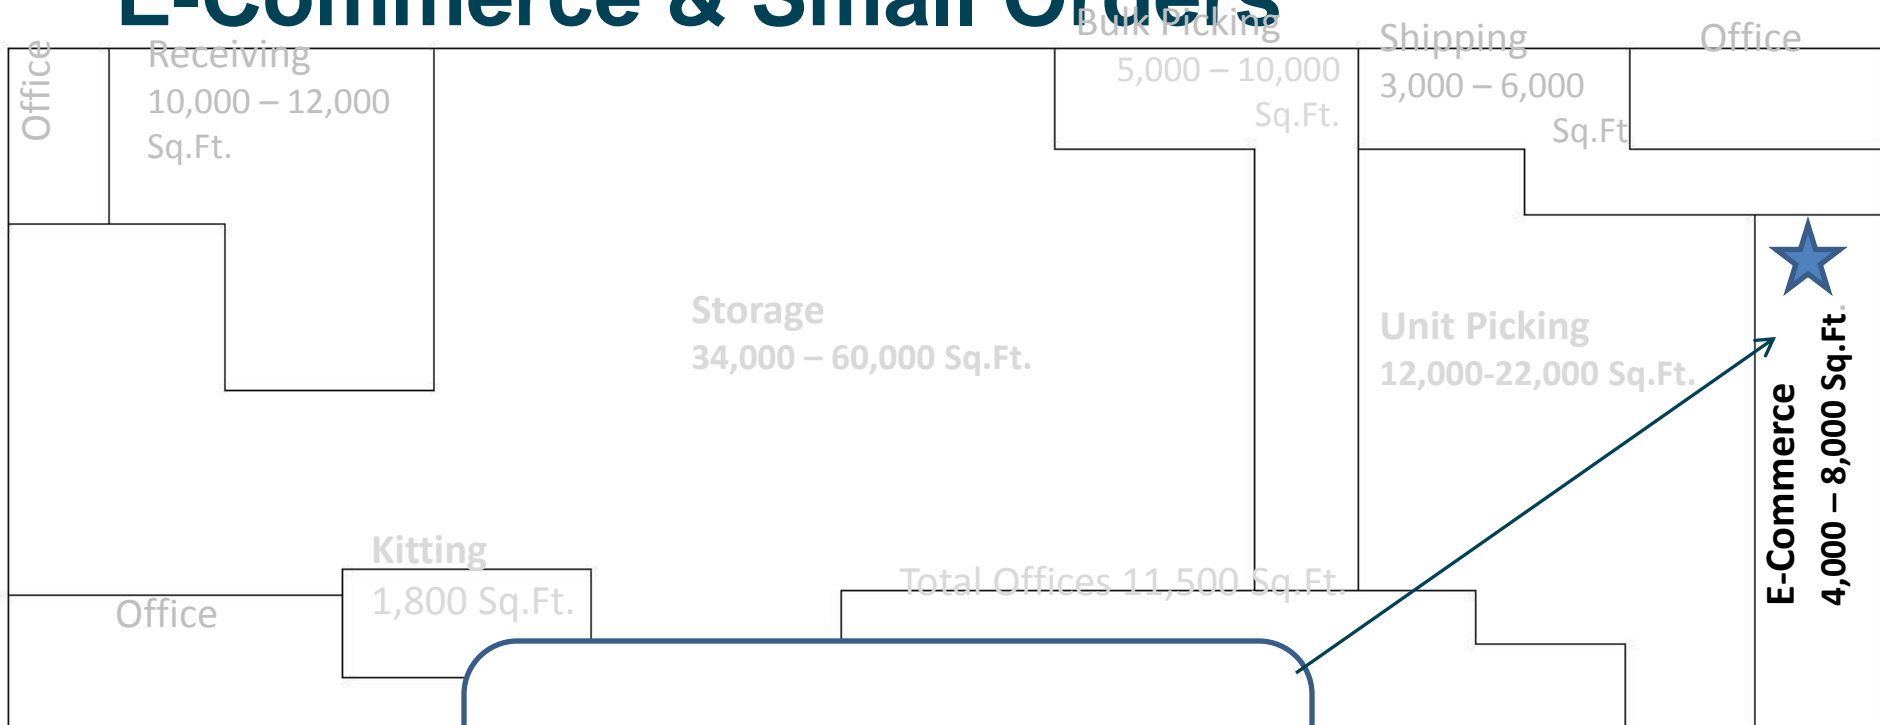 E-Commerce & Small Orders
Office
Receiving
10,000 – 12,000
Sq.Ft.
Bulk Picking
5,000 – 10,000
Sq.Ft.
Shipping
3,000 – 6,000
Sq.Ft
Office
Storage
34,000 – 60,000 Sq.Ft.
Unit Picking
12,000-22,000 Sq.Ft.
E-Commerce
4,000 – 8,000 Sq.Ft.
Kitting
1,800 Sq.Ft.
Total Offices 11,500 Sq.Ft.
Office